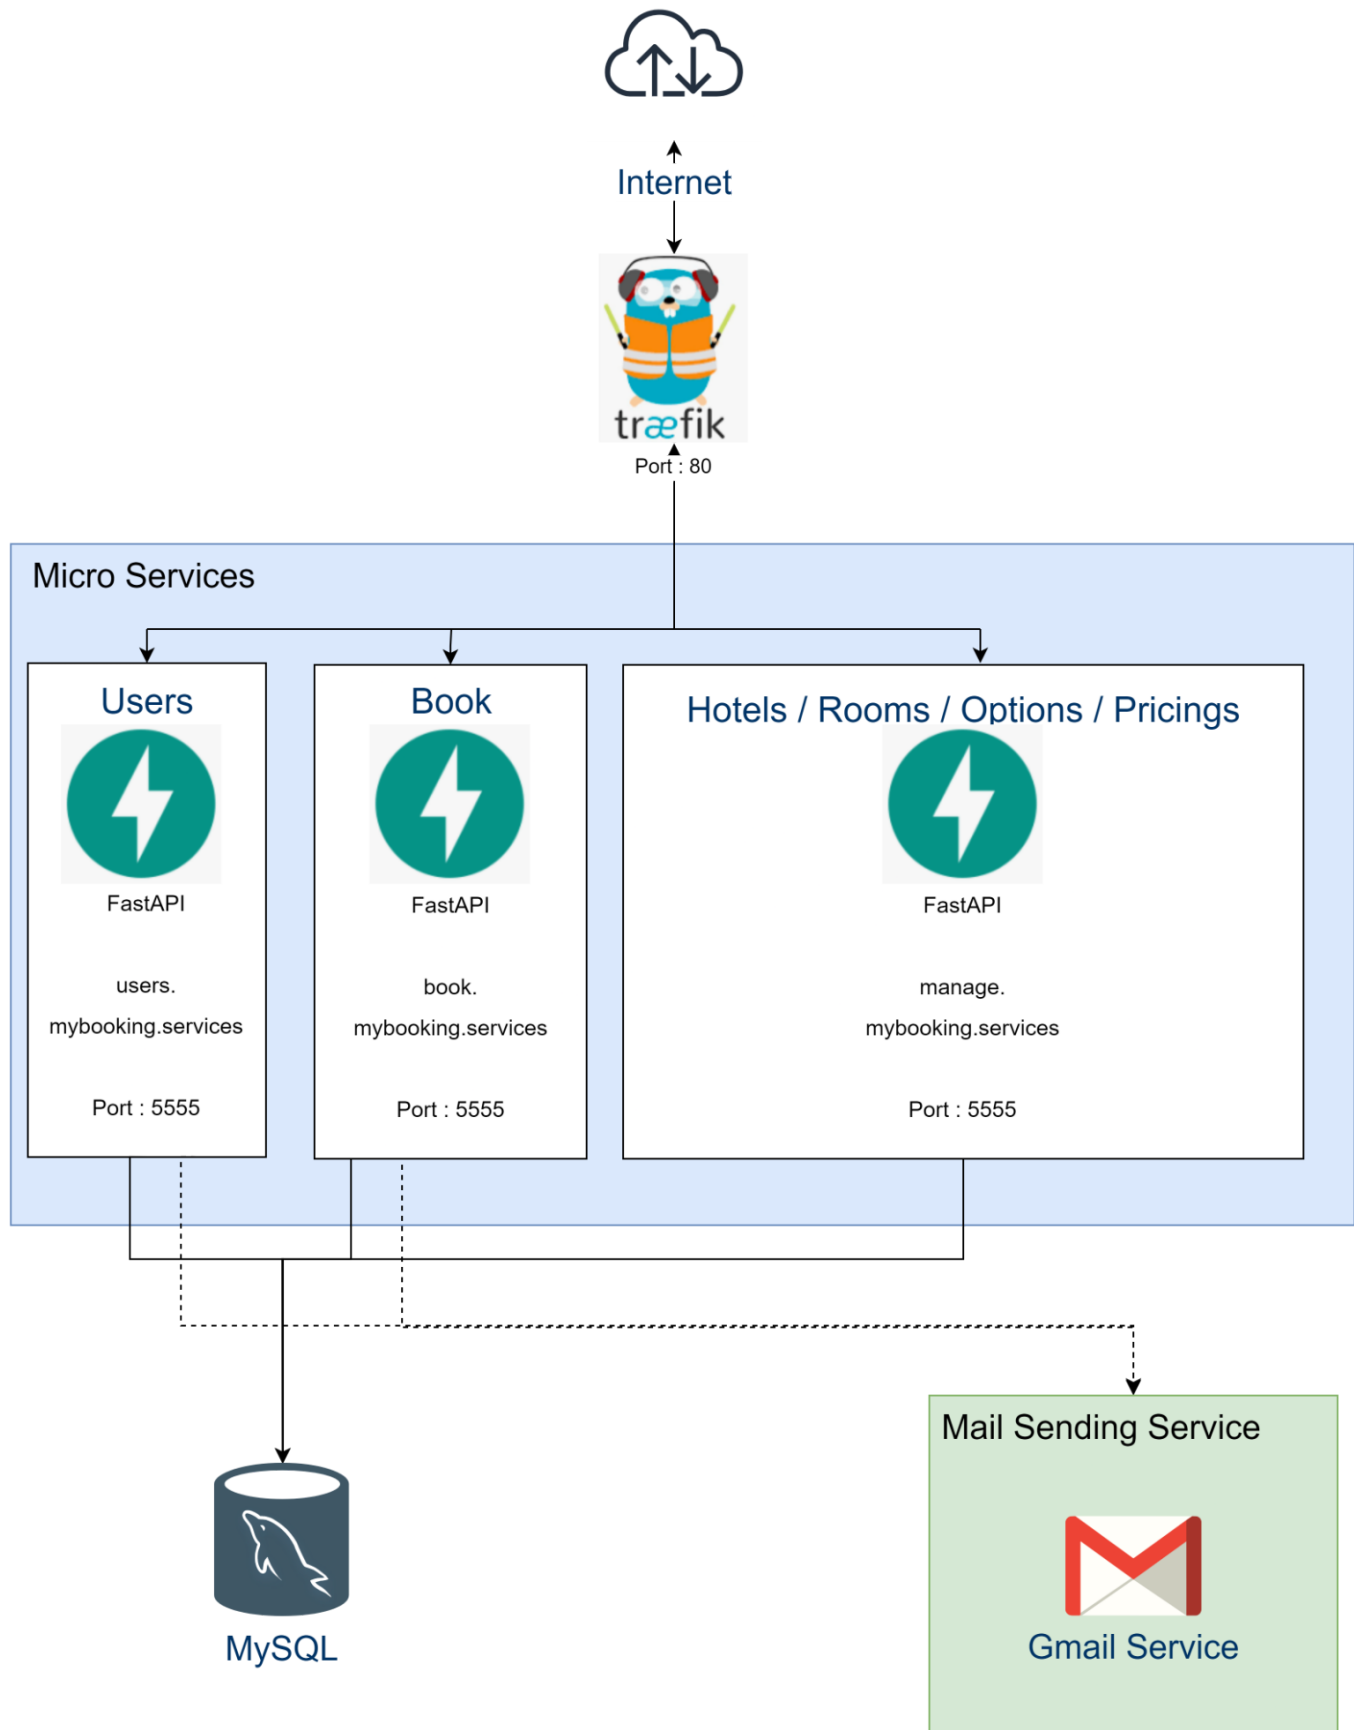 Internet
træfik
Port : 80
Micro Services
Users
FastAPI
users.
mybooking.services
Port : 5555
Book
FastAPI
book.
mybooking.services
Port : 5555
Hotels / Rooms / Options / Pricings
FastAPI
manage.
mybooking.services
Port : 5555
MySQL
Mail Sending Service
Gmail Service